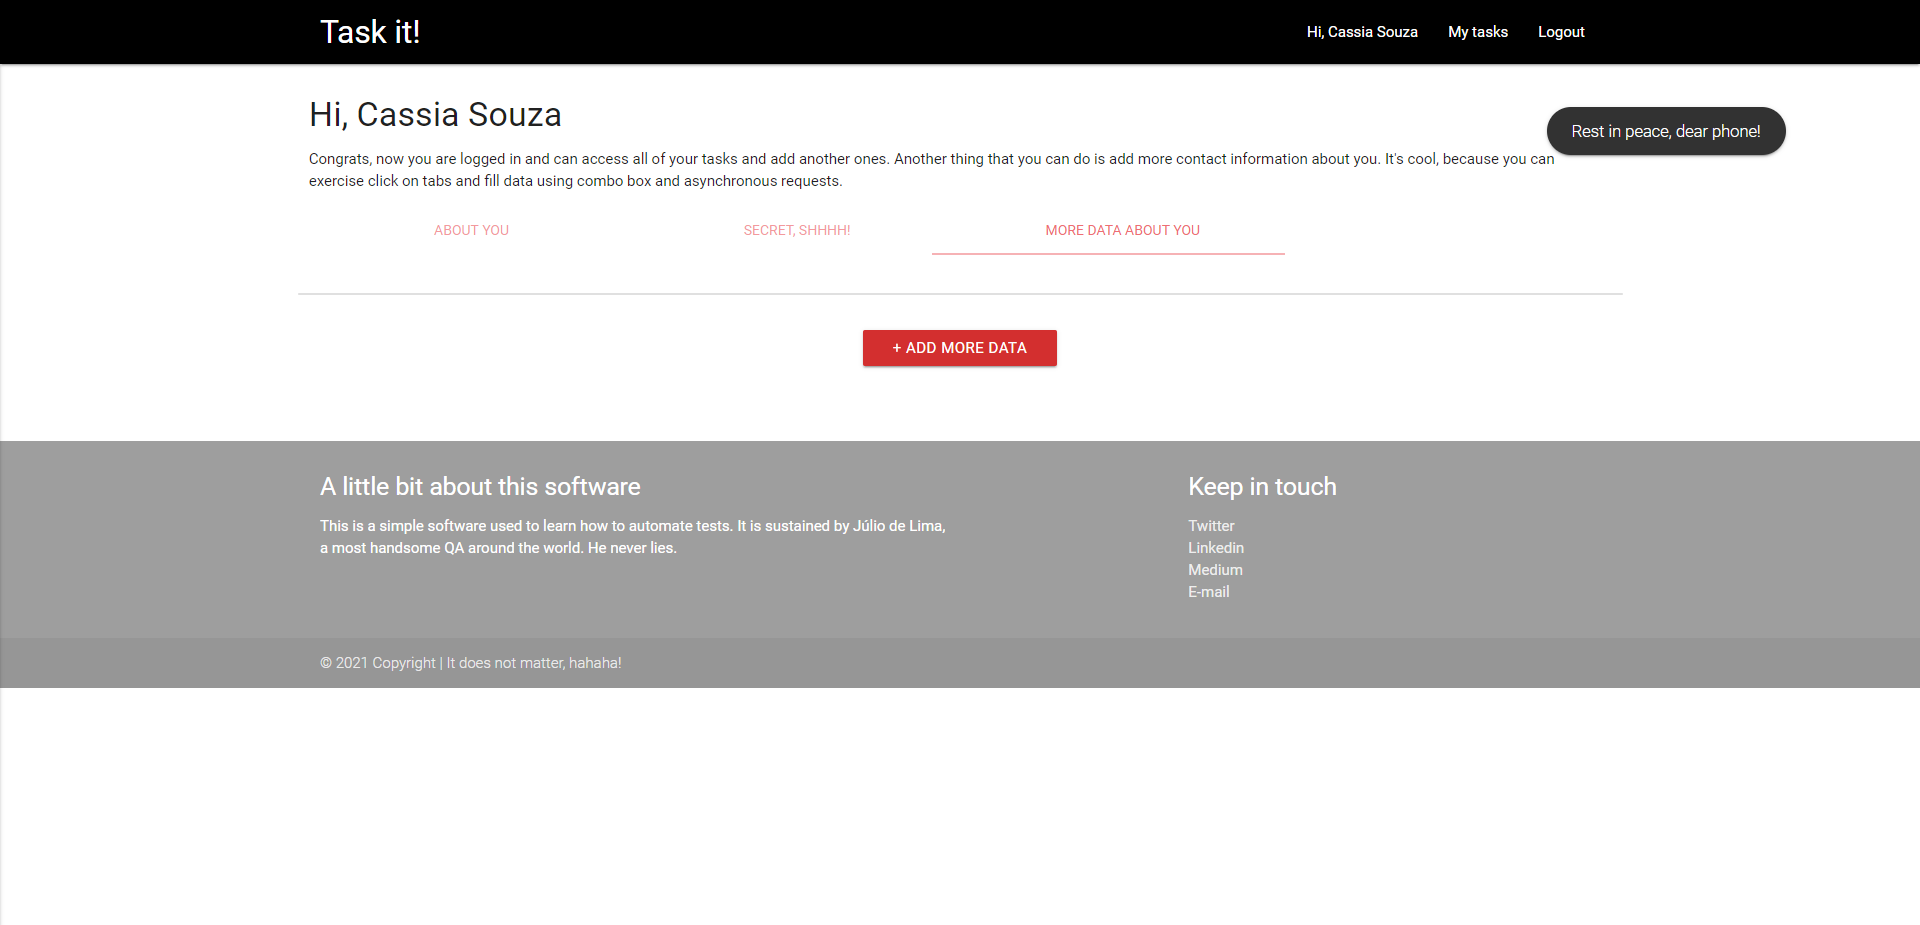 Task it!
Hi, Cassia Souza
My tasks
Logout
Hi, Cassia Souza
Rest in peace, dear phone!
Congrats, now you are logged in and can access all of your tasks and add another ones. Another thing that you can do is add more contact information about you. It's cool, because you can
exercise click on tabs and fill data using combo box and asynchronous requests.
ABOUT YOU
SECRET, SHHHH!
MORE DATA ABOUT YOU
+ ADD MORE DATA
A little bit about this software
This is a simple software used to learn how to automate tests. It is sustained by Júlio de Lima,
a most handsome QA around the world. He never lies.
Keep in touch
Twitter
Linkedin
Medium
E-mail
© 2021 Copyright | It does not matter, hahaha!